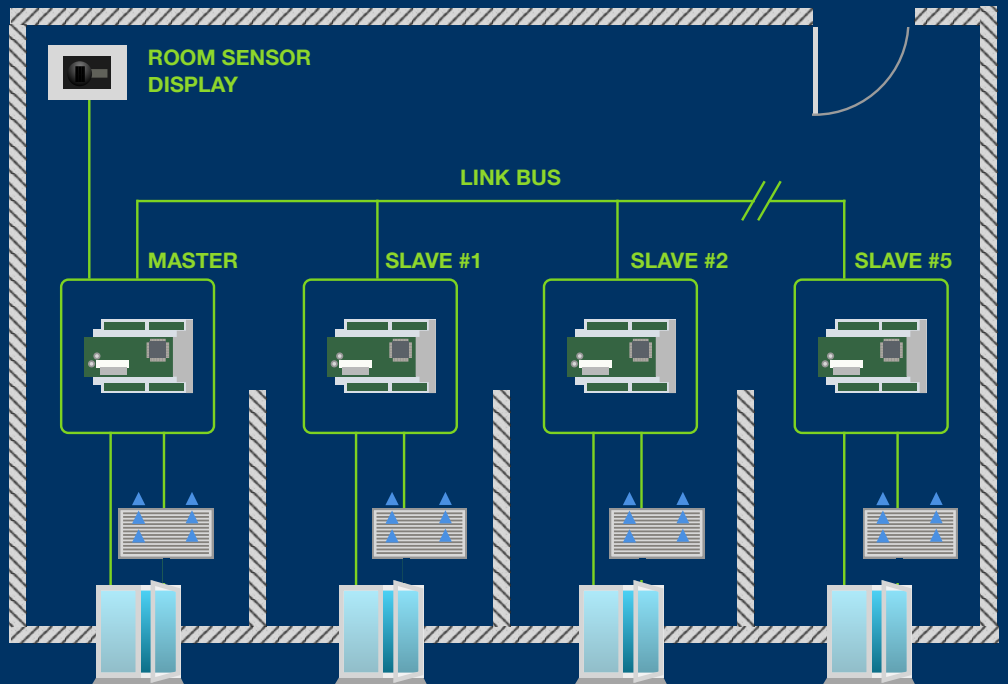 ROOM SENSOR
DISPLAY
LINK BUS
MASTER
SLAVE #1
SLAVE #2
SLAVE #5